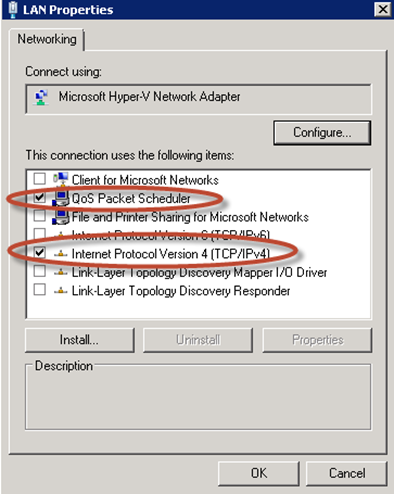 LAN Properties
Networking
Connect using:
Microsoft Hyper-V Network Adapter
Configure...
This connection uses the following items:
Client for Microsoft Networks
QoS Packet Scheduler
File and Printer Sharing for Microsoft Networks
Internet Protocol Version 6 (TCP/IPv6)
Internet Protocol Version 4 (TCP/IPv4)
Link-Layer Topology Discovery Mapper I/O Driver
Link-Layer Topology Discovery Responder
Install...
Uninstall
Properties
Description
OK
Cancel